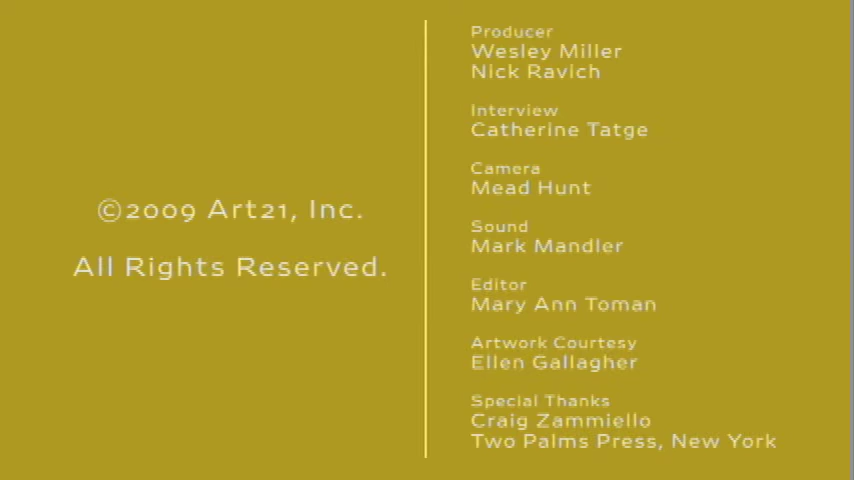 ©2009 Art21, Inc.
All Rights Reserved.
Producer
Wesley Miller
Nick Ravich
Interview
Catherine Tatge
Camera
Mead Hunt
Sound
Mark Mandler
Editor
Mary Ann Toman
Artwork Courtesy
Ellen Gallagher
Special Thanks
Craig Zammiello
Two Palms Press, New York